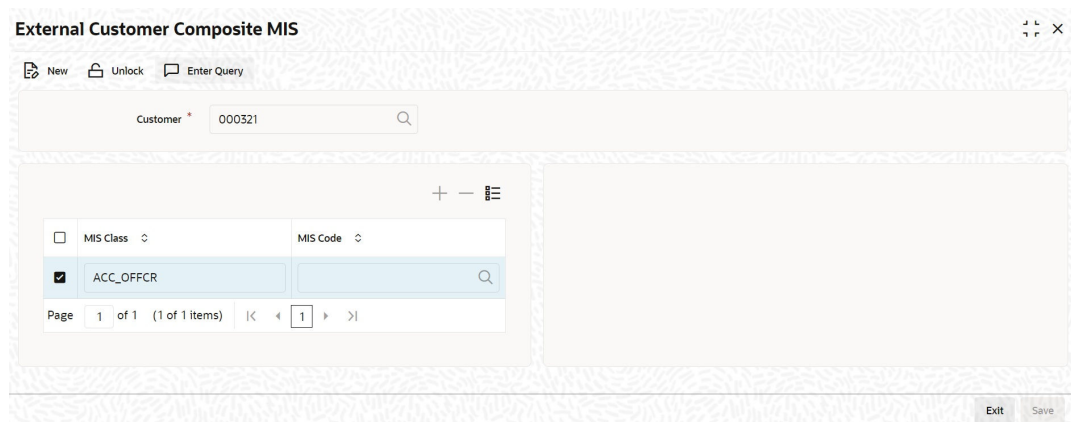 External Customer Composite MIS
New Unlock Enter Query
Customer * 000321
MIS Class MIS Code
ACC_OFFCR
Page 1 of 1 (1 of 1 items) 1
Exit Save